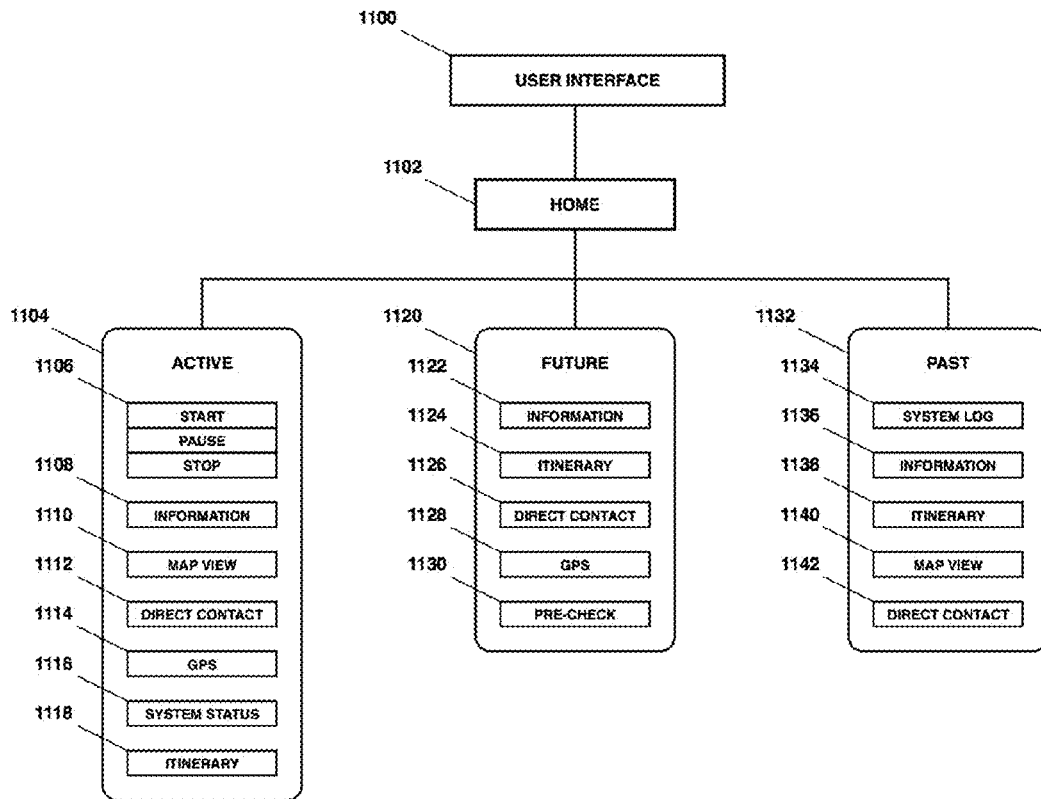 1100
USER INTERFACE
1102
HOME
1104
ACTIVE
1106
START
PAUSE
STOP
1108
INFORMATION
1110
MAP VIEW
1112
DIRECT CONTACT
1114
GPS
1116
SYSTEM STATUS
1118
ITINERARY
1120
FUTURE
1122
INFORMATION
1124
ITINERARY
1126
DIRECT CONTACT
1128
GPS
1130
PRE-CHECK
1132
PAST
1134
SYSTEM LOG
1136
INFORMATION
1138
ITINERARY
1140
MAP VIEW
1142
DIRECT CONTACT